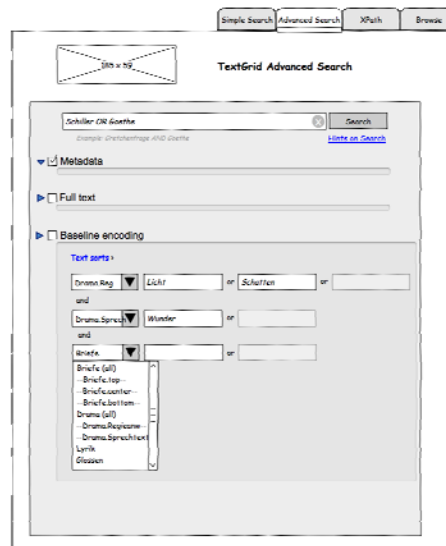 Simple Search Advanced Search XPath Browse
185 x 59
TextGrid Advanced Search
Schiller OR Goethe X Search
Example: Gretchenfrage AND Goethe Hints on Search
Metadata
Full text
Baseline encoding
Text sorts ›
Drama.Reg Licht or Schatten or
and
Drama.Sprech Wunder or
and
Briefe. or
Briefe (all)
--Briefe.top--
--Briefe.center--
--Briefe.bottom--
Drama (all)
--Drama.Regieanw--
--Drama.Sprechtext
Lyrik
Glossen